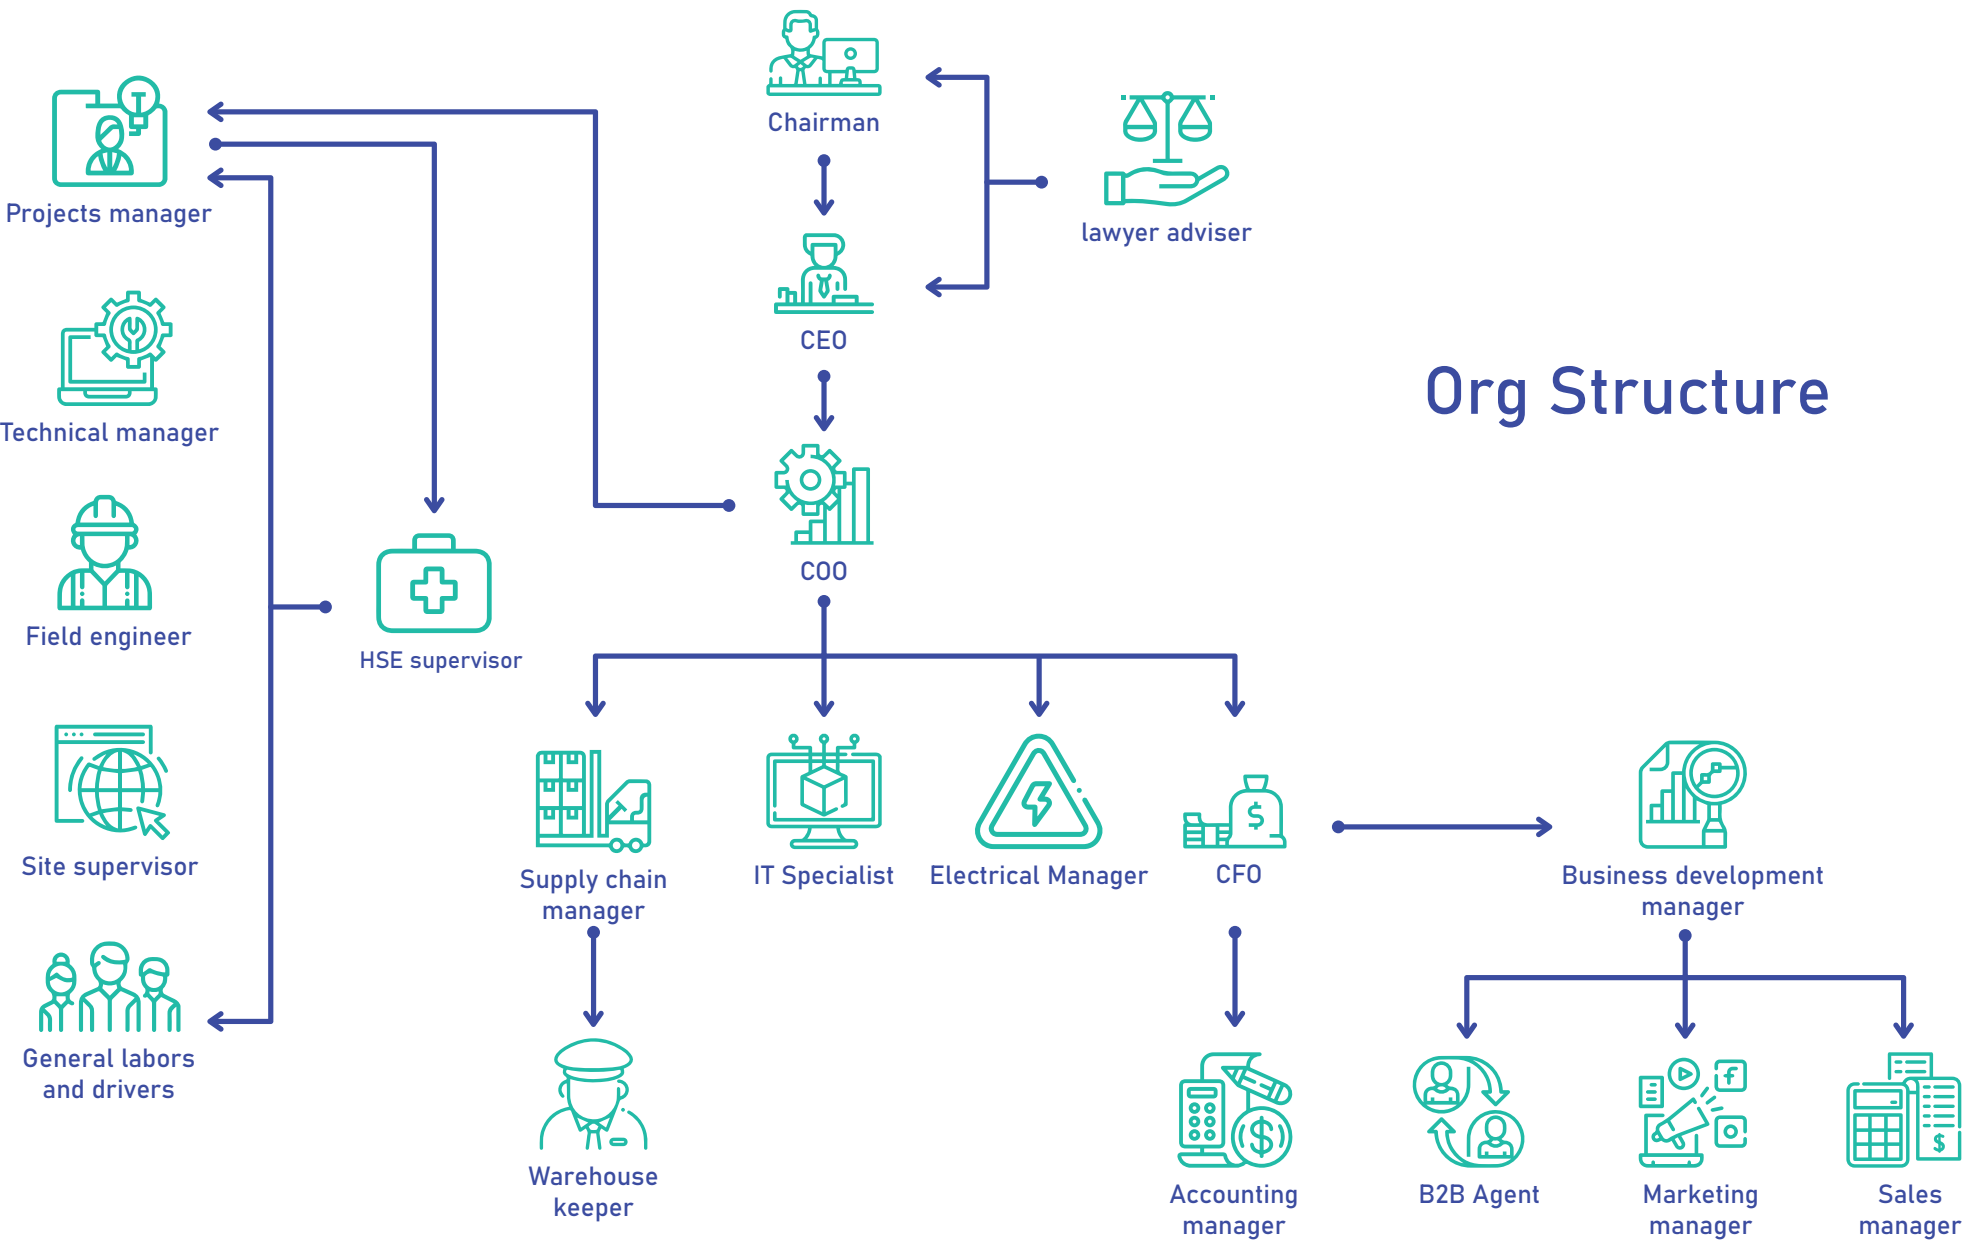 Chairman
Projects manager
lawyer adviser
CEO
Org Structure
Technical manager
COO
Field engineer
HSE supervisor
Site supervisor
Supply chain
manager
IT Specialist
Electrical Manager
CFO
Business development
manager
General labors
and drivers
Warehouse
keeper
Accounting
manager
B2B Agent
Marketing
manager
Sales
manager